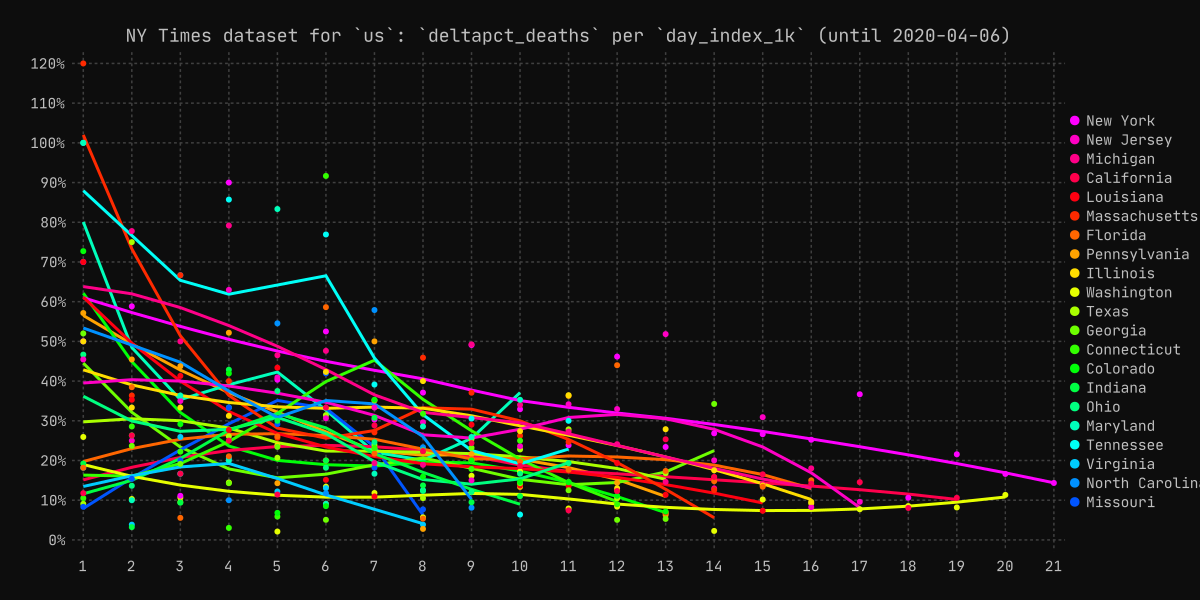 NY Times dataset for `us`: `deltapct_deaths` per `day_index_1k` (until 2020-04-06)
120%
110%
100%
90%
80%
70%
60%
50%
40%
30%
20%
10%
0%
1 2 3 4 5 6 7 8 9 10 11 12 13 14 15 16 17 18 19 20 21
New York
New Jersey
Michigan
California
Louisiana
Massachusetts
Florida
Pennsylvania
Illinois
Washington
Texas
Georgia
Connecticut
Colorado
Indiana
Ohio
Maryland
Tennessee
Virginia
North Carolina
Missouri